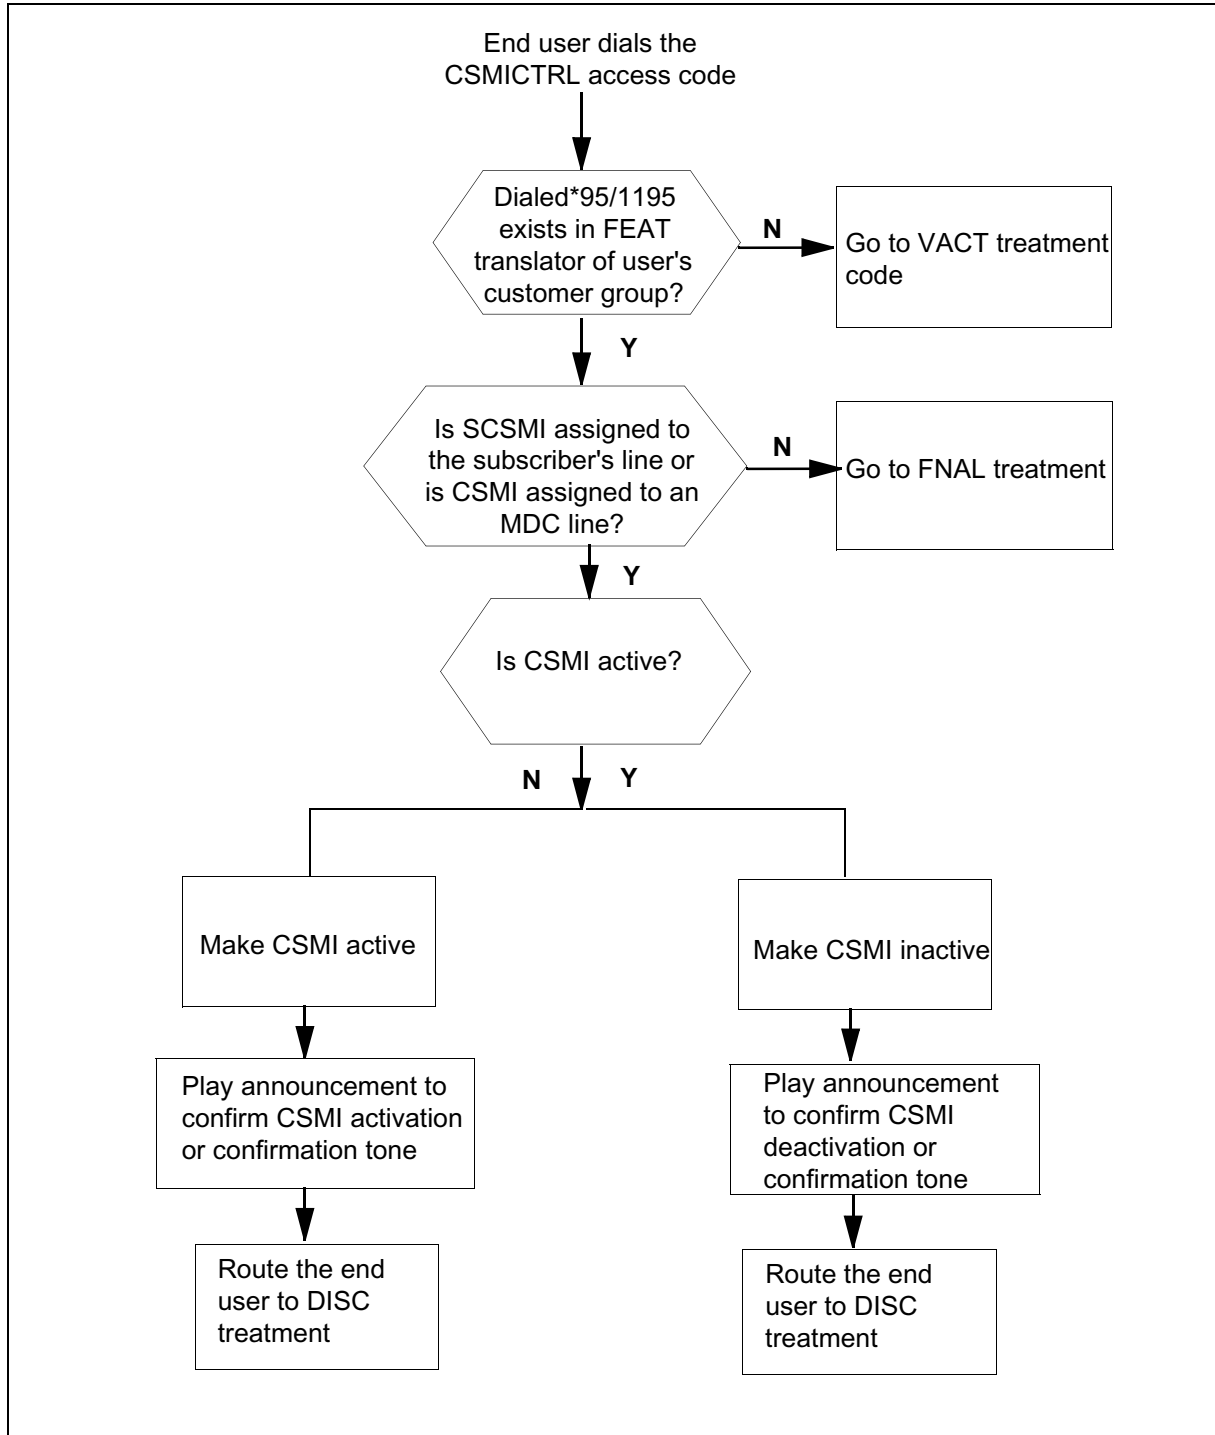 End user dials the
CSMICTRL access code
Dialed*95/1195
exists in FEAT
translator of user's
customer group?
N
Go to VACT treatment
code
Y
Is SCSMI assigned to
the subscriber's line or
is CSMI assigned to an
MDC line?
N
Go to FNAL treatment
Y
Is CSMI active?
N
Y
Make CSMI active
Make CSMI inactive
Play announcement to
confirm CSMI activation
or confirmation tone
Play announcement
to confirm CSMI
deactivation or
confirmation tone
Route the end
user to DISC
treatment
Route the end
user to DISC
treatment